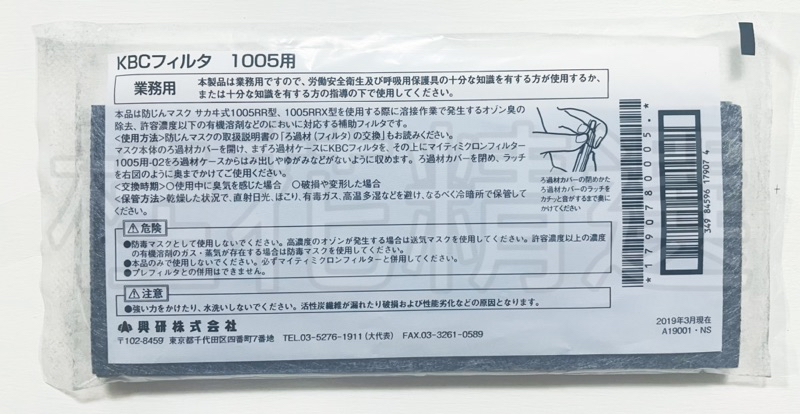 KBCフィルタ 1005用
業務用
本製品は業務用ですので、労働安全衛生及び呼吸用保護具の十分な知識を有する方が使用するか、
または十分な知識を有する方の指導の下で使用してください。
本品は防じんマスク サカヰ式1005RR型、1005RRX型を使用する際に溶接作業で発生するオゾン臭の
除去、許容濃度以下の有機溶剤などのにおいに対応する補助フィルタです。
<使用方法>防じんマスクの取扱説明書の「ろ過材(フィルタ)の交換」もお読みください。
マスク本体のろ過材カバーを開け、まずろ過材ケースにKBCフィルタを、その上にマイティミクロンフィルター
1005用-02をろ過材ケースからはみ出しやゆがみなどがないように収めます。ろ過材カバーを閉め、ラッチ
を右図のように奥までかけてご使用ください。
<交換時期>○使用中に臭気を感じた場合 ○破損や変形した場合
<保管方法>乾燥した状況で、直射日光、ほこり、有毒ガス、高温多湿などを避け、なるべく冷暗所で保管して
ください。
ろ過材カバーの閉めかた
ろ過材カバーのラッチを
カチッと音がするまで奥に
かけてください
⚠危険
●防毒マスクとして使用しないでください。高濃度のオゾンが発生する場合は送気マスクを使用してください。許容濃度以上の濃度
の有機溶剤のガス・蒸気が存在する場合は防毒マスクを使用してください。
●本品のみで使用しないでください。必ずマイティミクロンフィルターと併用してください。
●プレフィルタとの併用はできません。
⚠注意
●強い力をかけたり、水洗いしないでください。活性炭繊維が漏れたり破損および性能劣化などの原因となります。
興研株式会社
〒102-8459 東京都千代田区四番町7番地 TEL.03-5276-1911(大代表) FAX.03-3261-0589
*1790780005.*
349 84596 17907 4
2019年3月現在
A19001・NS